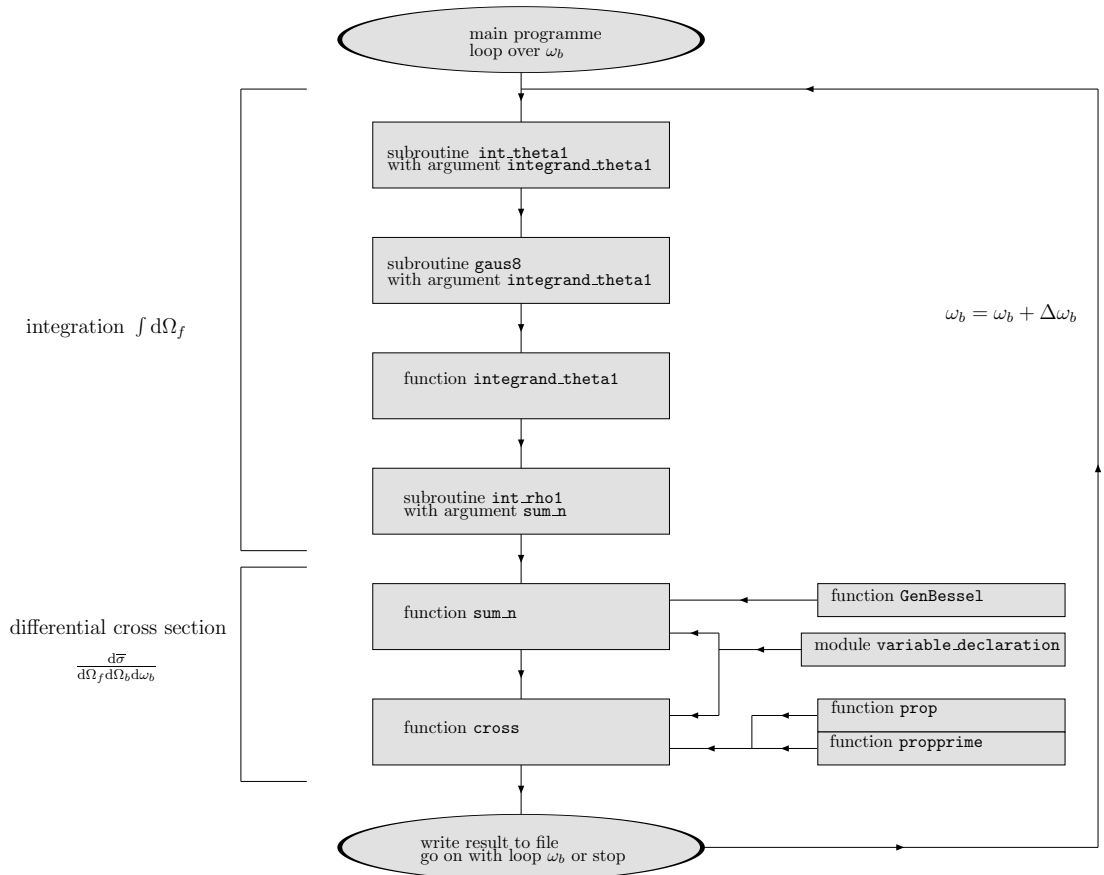 main programme
loop over ω_b
subroutine int_theta1
with argument integrand_theta1
subroutine gaus8
with argument integrand_theta1
integration ∫ dΩ_f
ω_b = ω_b + Δω_b
function integrand_theta1
subroutine int_rho1
with argument sum_n
function sum_n
function GenBessel
differential cross section
dσ̅
dΩ_f dΩ_b dω_b
module variable_declaration
function cross
function prop
function propprime
write result to file
go on with loop ω_b or stop